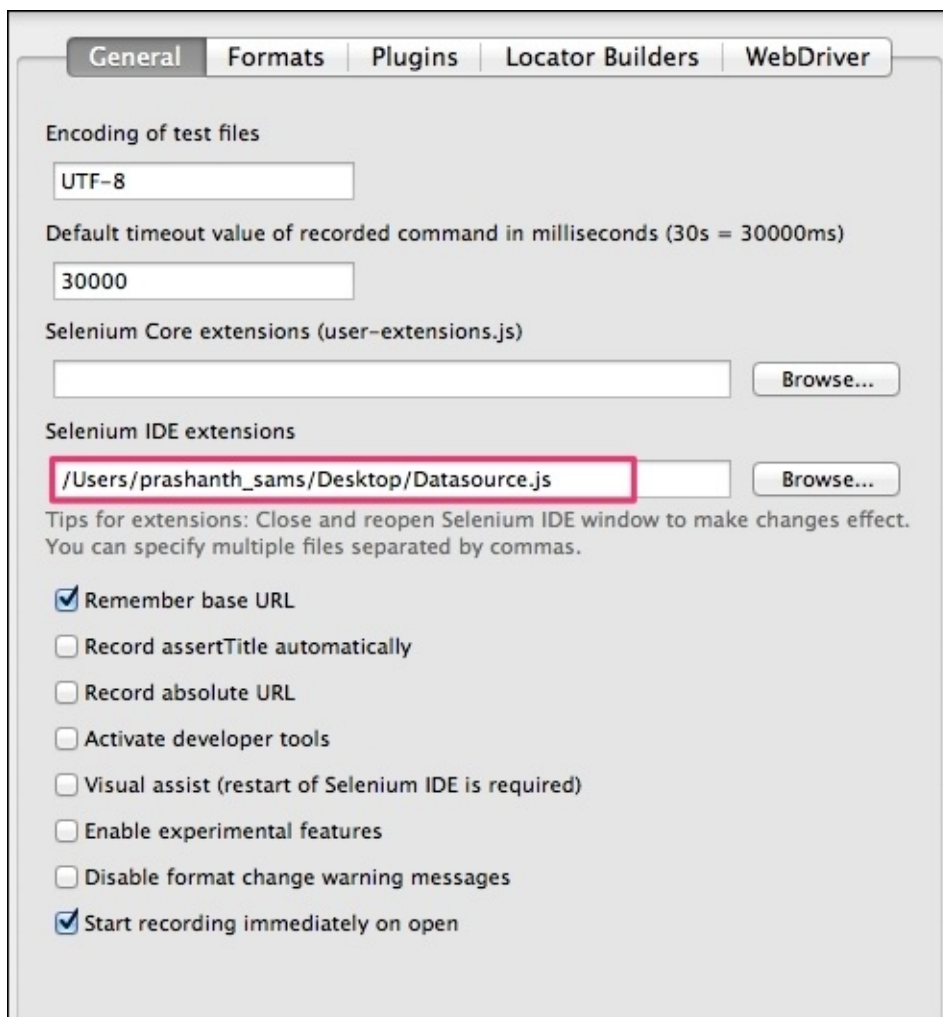 General Formats Plugins Locator Builders WebDriver
Encoding of test files
UTF-8
Default timeout value of recorded command in milliseconds (30s = 30000ms)
30000
Selenium Core extensions (user-extensions.js)
Browse...
Selenium IDE extensions
/Users/prashanth_sams/Desktop/Datasource.js Browse...
Tips for extensions: Close and reopen Selenium IDE window to make changes effect.
You can specify multiple files separated by commas.
Remember base URL
Record assertTitle automatically
Record absolute URL
Activate developer tools
Visual assist (restart of Selenium IDE is required)
Enable experimental features
Disable format change warning messages
Start recording immediately on open